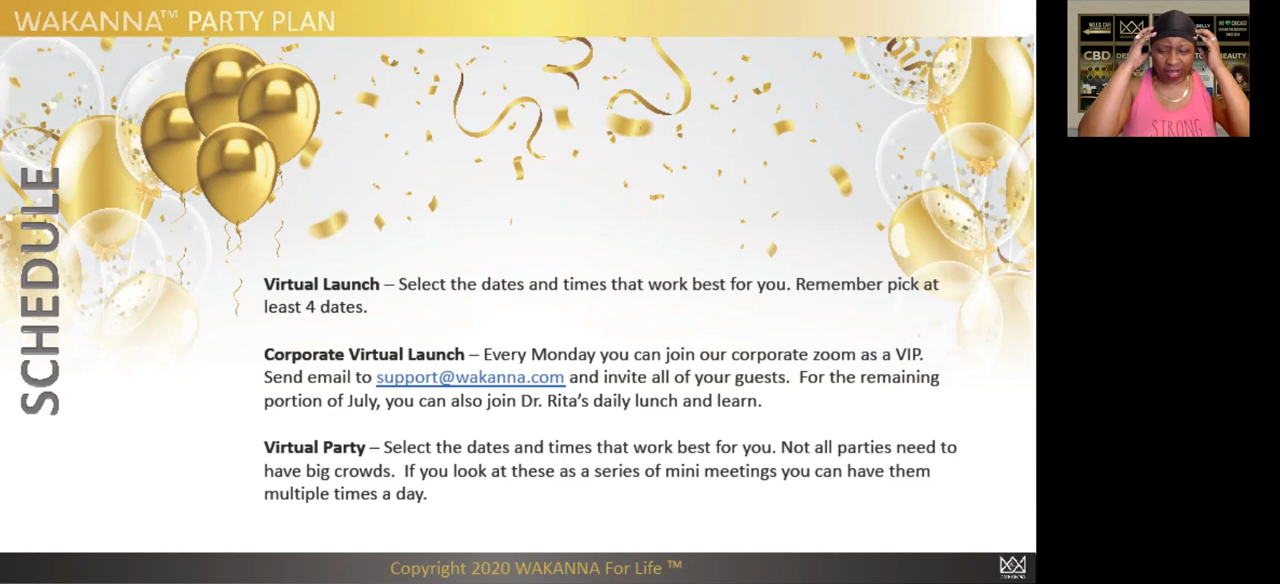 WAKANNA™ PARTY PLAN
SCHEDULE
Virtual Launch – Select the dates and times that work best for you. Remember pick at
least 4 dates.
Corporate Virtual Launch – Every Monday you can join our corporate zoom as a VIP.
Send email to support@wakanna.com and invite all of your guests. For the remaining
portion of July, you can also join Dr. Rita’s daily lunch and learn.
Virtual Party – Select the dates and times that work best for you. Not all parties need to
have big crowds. If you look at these as a series of mini meetings you can have them
multiple times a day.
Copyright 2020 WAKANNA For Life ™
CBD
STRONG